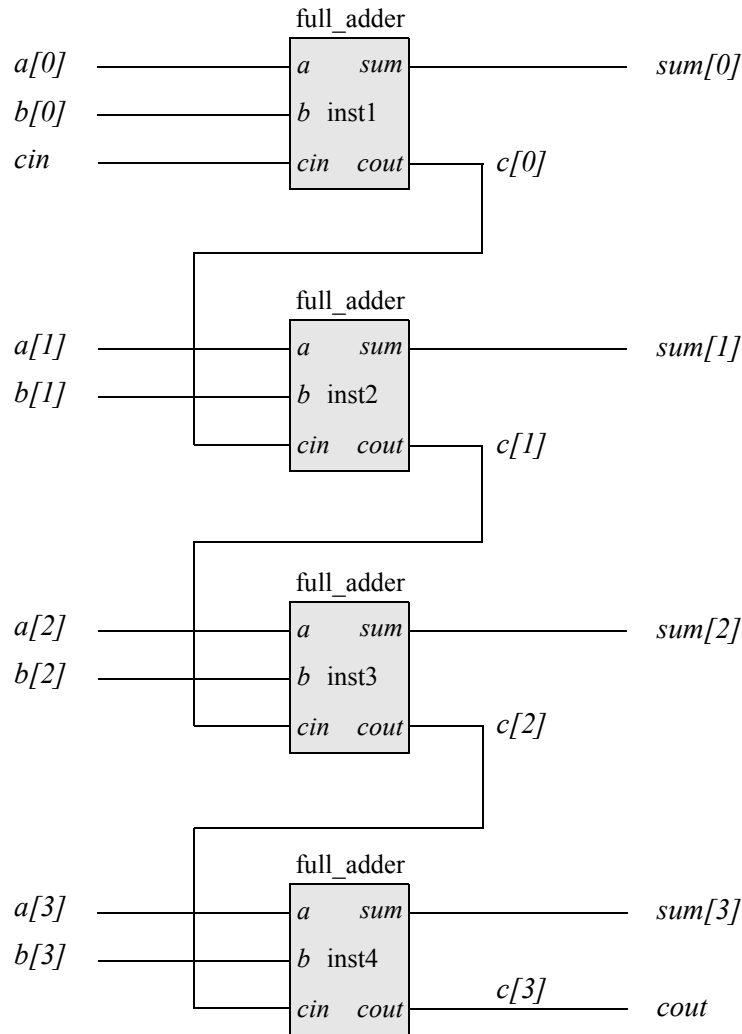 full_adder
a[0] a sum sum[0]
b[0] b inst1
cin cin cout c[0]
full_adder
a[1] a sum sum[1]
b[1] b inst2
cin cout c[1]
full_adder
a[2] a sum sum[2]
b[2] b inst3
cin cout c[2]
full_adder
a[3] a sum sum[3]
b[3] b inst4
cin cout c[3] cout